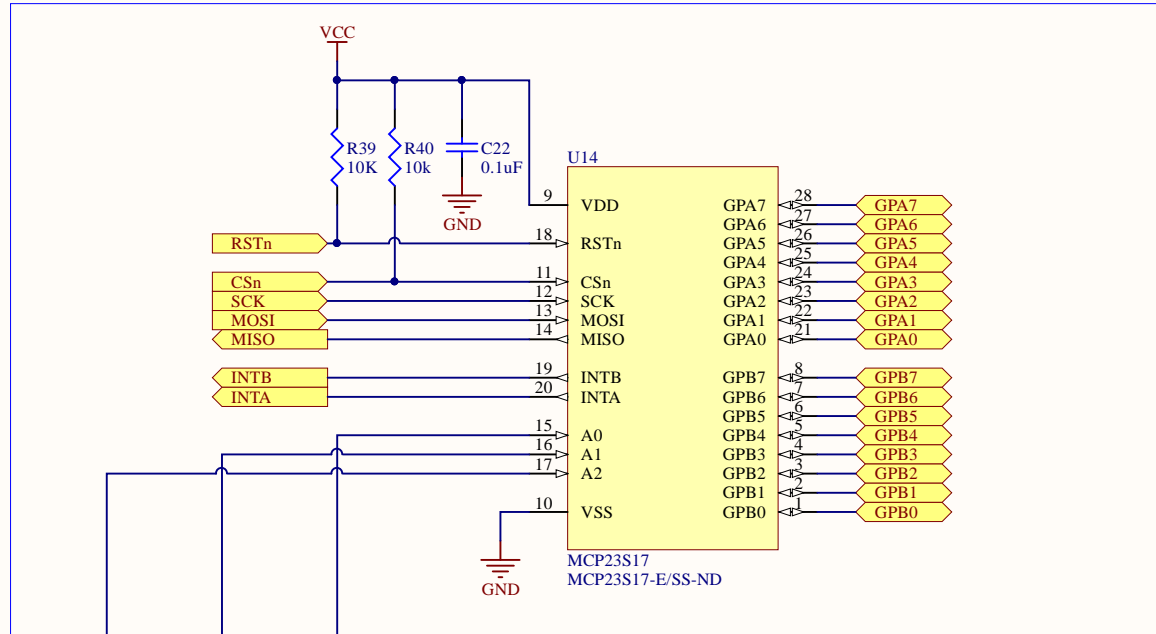 VCC
R39
10K
R40
10k
C22
0.1uF
GND
U14
9 VDD
18 RSTn
11 CSn
12 SCK
13 MOSI
14 MISO
19 INTB
20 INTA
15 A0
16 A1
17 A2
10 VSS
GND
RSTn
CSn
SCK
MOSI
MISO
INTB
INTA
GPA7 28 GPA7
GPA6 27 GPA6
GPA5 26 GPA5
GPA4 25 GPA4
GPA3 24 GPA3
GPA2 23 GPA2
GPA1 22 GPA1
GPA0 21 GPA0
GPB7 8 GPB7
GPB6 7 GPB6
GPB5 6 GPB5
GPB4 5 GPB4
GPB3 4 GPB3
GPB2 3 GPB2
GPB1 2 GPB1
GPB0 1 GPB0
MCP23S17
MCP23S17-E/SS-ND